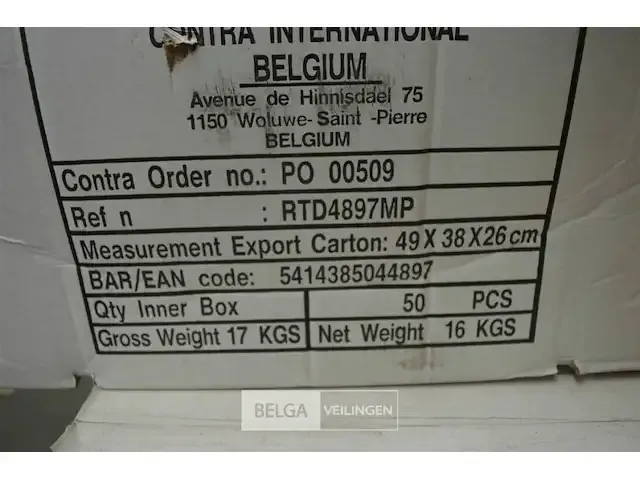 CONTRA INTERNATIONAL
BELGIUM
Avenue de Hinnisdael 75
1150 Woluwe-Saint -Pierre
BELGIUM
Contra Order no.: PO 00509
Ref n : RTD4897MP
Measurement Export Carton: 49 X 38 X 26 cm
BAR/EAN code: 5414385044897
Qty Inner Box 50 PCS
Gross Weight 17 KGS Net Weight 16 KGS
BELGA VEILINGEN